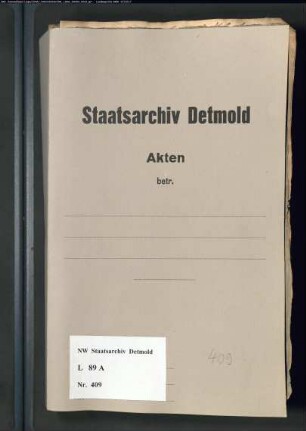 Staatsarchiv Detmold
Akten
betr.
409
NW Staatsarchiv Detmold
L 89 A
Nr. 409